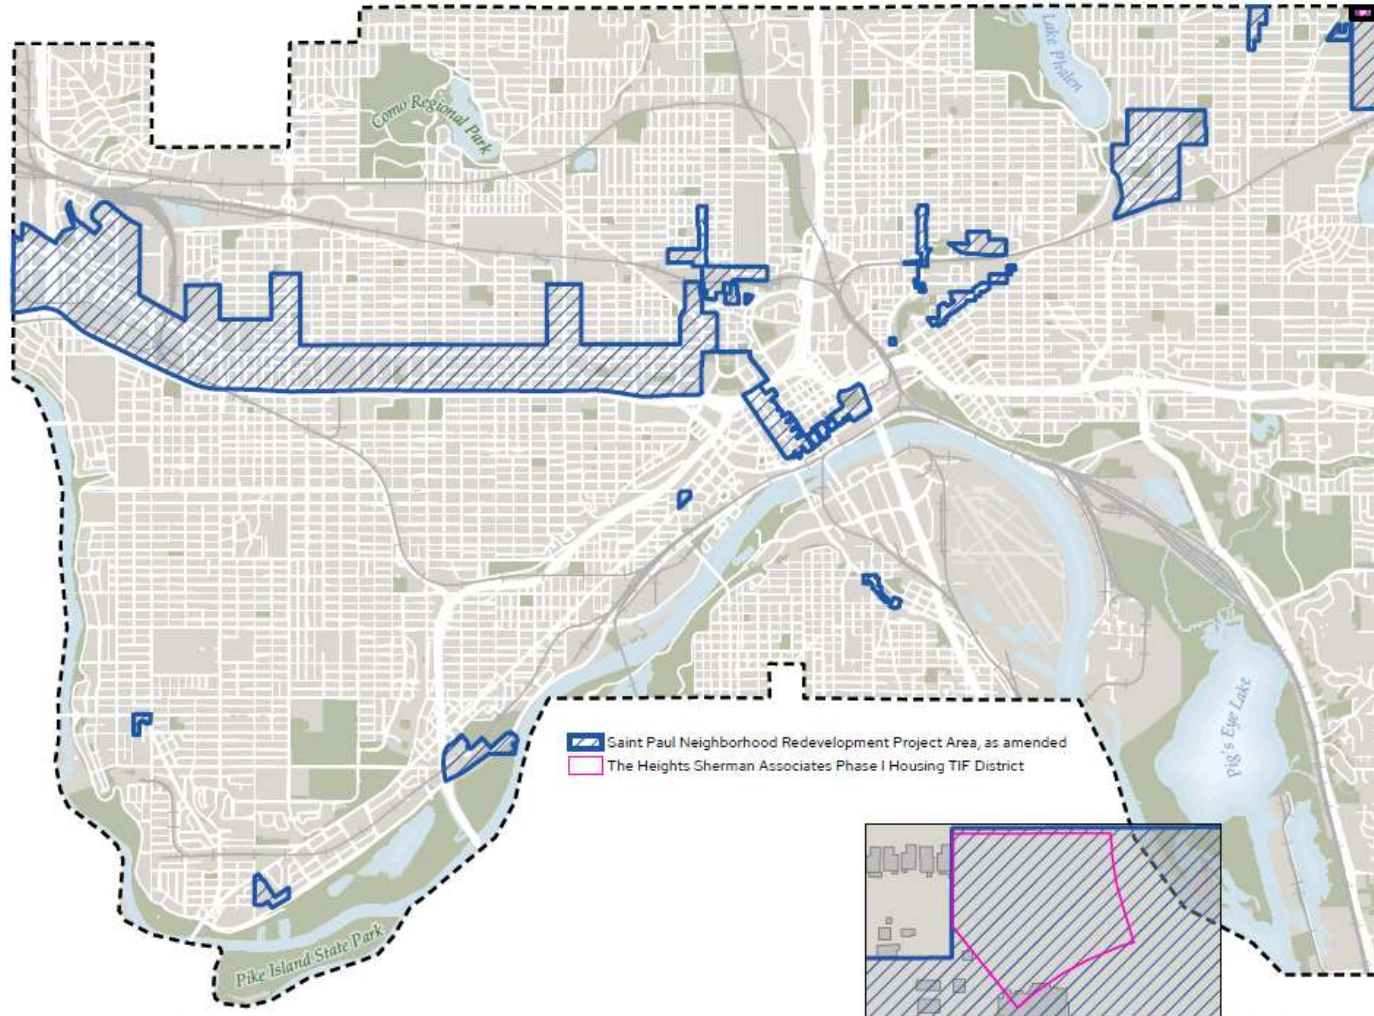 Como Regional Park
Lake Phalen
Saint Paul Neighborhood Redevelopment Project Area, as amended
The Heights Sherman Associates Phase I Housing TIF District
Pig's Eye Lake
Pike Island State Park